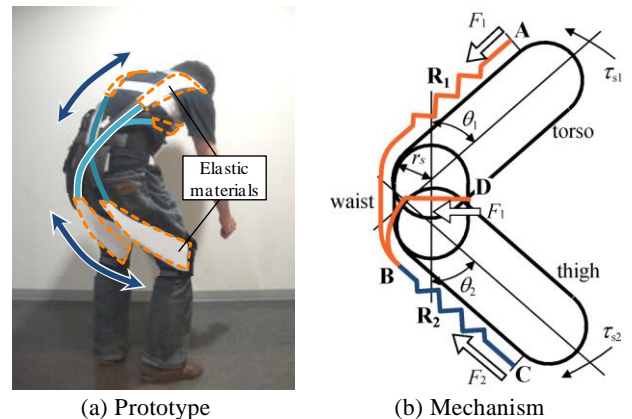 Elastic
materials
(a) Prototype
F1
A
R1
τs1
θ1
torso
rs
D
waist
F1
B
θ2
thigh
R2
τs2
F2
C
(b) Mechanism